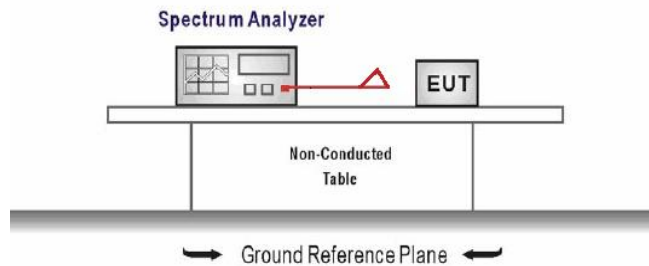 Spectrum Analyzer
EUT
Non-Conducted
Table
Ground Reference Plane